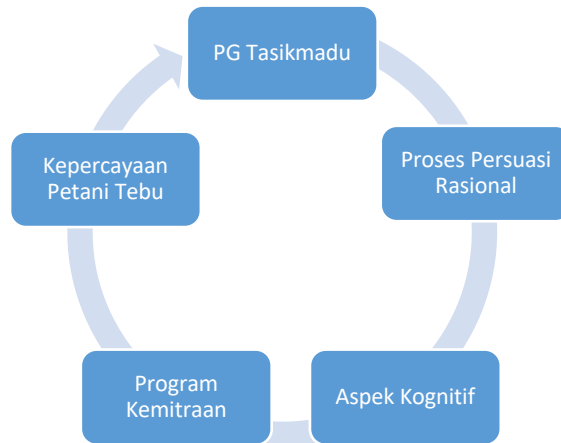 PG Tasikmadu
Proses Persuasi
Rasional
Aspek Kognitif
Program
Kemitraan
Kepercayaan
Petani Tebu